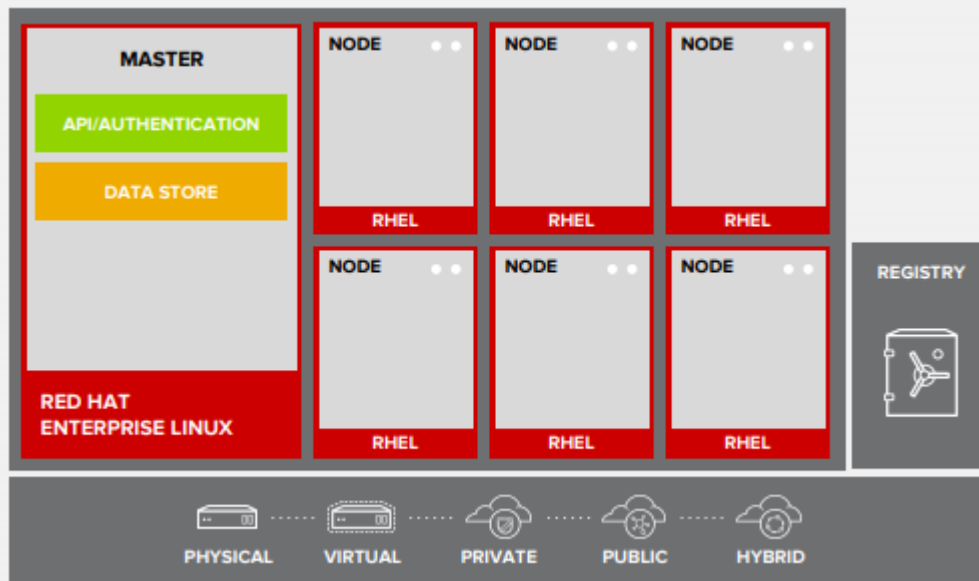 MASTER
API/AUTHENTICATION
DATA STORE
RED HAT
ENTERPRISE LINUX
NODE
RHEL
NODE
RHEL
NODE
RHEL
NODE
RHEL
NODE
RHEL
NODE
RHEL
REGISTRY
PHYSICAL
VIRTUAL
PRIVATE
PUBLIC
HYBRID